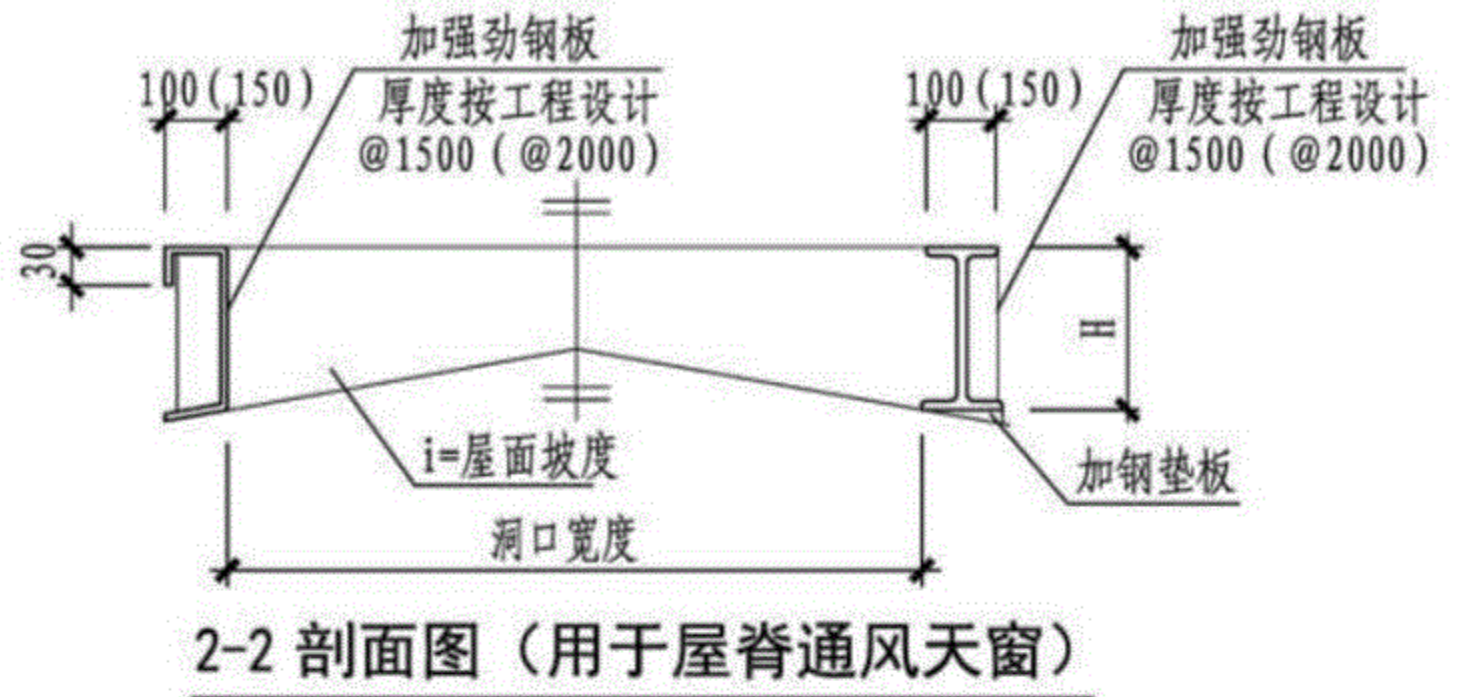 加强劲钢板
100(150)
厚度按工程设计
@1500(@2000)
加强劲钢板
100(150)
厚度按工程设计
@1500(@2000)
30
H
i=屋面坡度
加钢垫板
洞口宽度
2-2 剖面图(用于屋脊通风天窗)